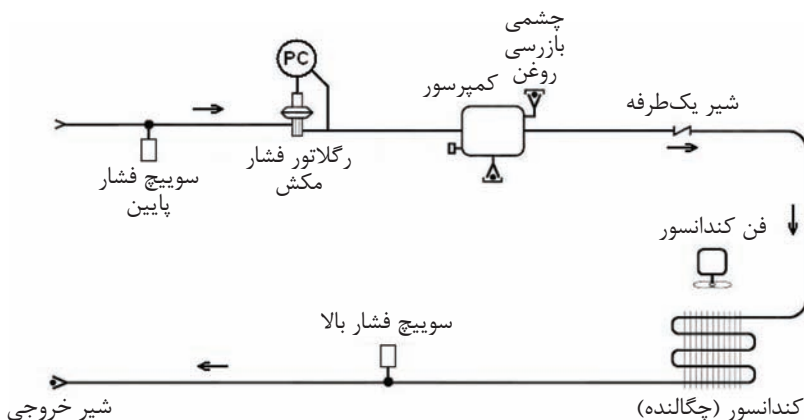 چشمی
بازرسی
روغن
PC
کمپرسور
شیر یک‌طرفه
رگلاتور فشار
مکش
سوییچ فشار
پایین
فن کندانسور
سوییچ فشار بالا
شیر خروجی
کندانسور (چگالنده)